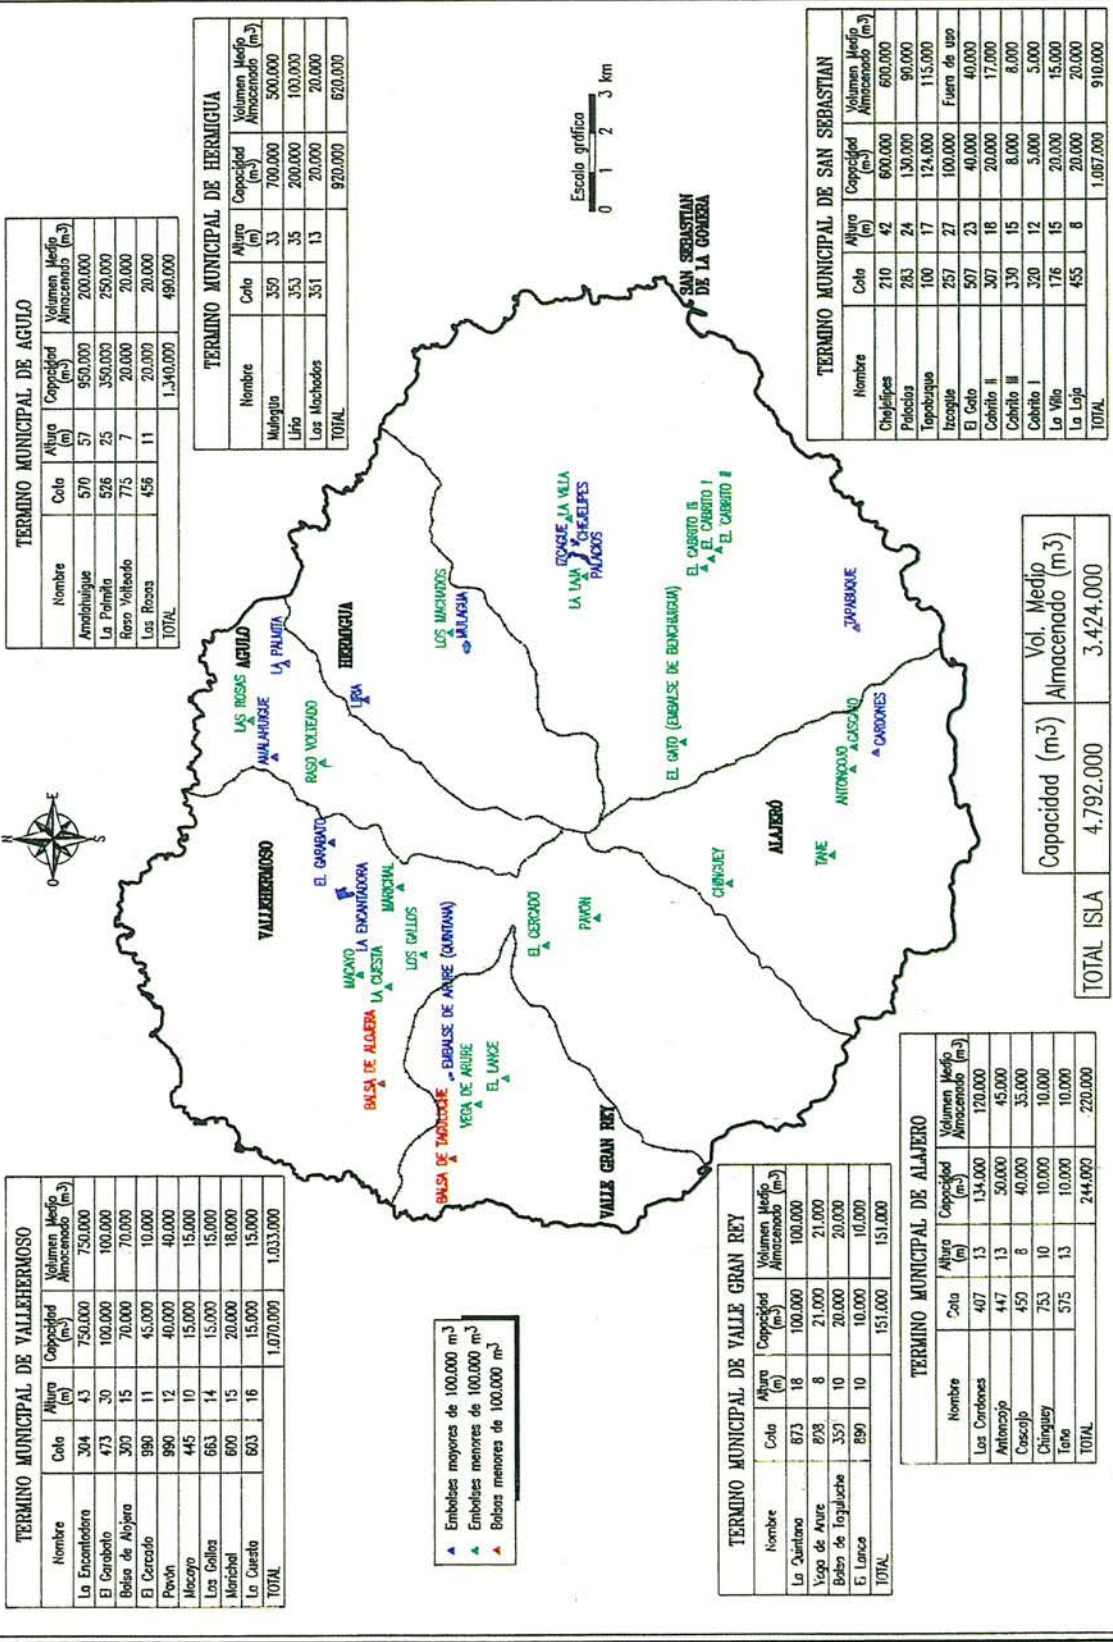 TERMINO MUNICIPAL DE VALLEHERMOSO
Nombre Cota Altura (m) Capacidad (m3) Volumen Medio Almacenado (m3)
La Encantadora 304 43 750.000 750.000
El Garabato 473 30 100.000 100.000
Balsa de Alojera 300 15 70.000 70.000
El Cercado 990 11 45.000 10.000
Pavón 990 12 40.000 40.000
Macayo 445 10 15.000 15.000
Los Gallos 663 14 15.000 15.000
Marichal 600 15 20.000 18.000
La Cuesta 603 16 15.000 15.000
TOTAL 1.070.000 1.033.000
N
E
S
O
TERMINO MUNICIPAL DE AGULO
Nombre Cota Altura (m) Capacidad (m3) Volumen Medio Almacenado (m3)
Amalahuigue 570 57 950.000 200.000
La Palmita 526 25 350.000 250.000
Raso Volteado 775 7 20.000 20.000
Las Rosas 456 11 20.000 20.000
TOTAL 1.340.000 490.000
TERMINO MUNICIPAL DE HERMIGUA
Nombre Cota Altura (m) Capacidad (m3) Volumen Medio Almacenado (m3)
Mulagua 350 33 700.000 500.000
Liria 353 35 200.000 100.000
Los Machados 351 13 20.000 20.000
TOTAL 920.000 620.000
Embalses mayores de 100.000 m3
Embalses menores de 100.000 m3
Balsas menores de 100.000 m3
VALLEHERMOSO
LAS ROSAS
AGULO
AMALAHUIGUE
LA PALMITA
RASO VOLTEADO
EL GARABATO
HERMIGUA
LIRIA
MACAYO
LA ENCANTADORA
BALSA DE ALOJERA
LA CUESTA
MARICHAL
LOS GALLOS
BALSA DE TAGULUCHE
EMBALSE DE ARURE (QUINTANA)
LOS MACHADOS
MULAGUA
VEGA DE ARURE
EL LANCE
EL CERCADO
VALLE GRAN REY
PAVON
LA LAJA
IZCAGUE
LA VILLA
CHEJELIPES
PALACIOS
EL GATO (EMBALSE DE BENCHIJIGUA)
EL CABRITO III
EL CABRITO I
EL CABRITO II
SAN SEBASTIAN
DE LA GOMERA
CHINGUEY
ALAJERÓ
TAÑE
ANTONCOJO
CASCAJO
CARDONES
TAPABUQUE
Escala gráfica
0 1 2 3 km
TERMINO MUNICIPAL DE VALLE GRAN REY
Nombre Cota Altura (m) Capacidad (m3) Volumen Medio Almacenado (m3)
La Quintana 873 18 100.000 100.000
Vega de Arure 898 8 21.000 21.000
Balsa de Taguluche 350 10 20.000 20.000
El Lance 890 10 10.000 10.000
TOTAL 151.000 151.000
TERMINO MUNICIPAL DE ALAJERO
Nombre Cota Altura (m) Capacidad (m3) Volumen Medio Almacenado (m3)
Los Cardones 407 13 134.000 120.000
Antoncojo 447 13 50.000 45.000
Cascajo 450 8 40.000 35.000
Chinguey 753 10 10.000 10.000
Tañe 575 13 10.000 10.000
TOTAL 244.000 220.000
Capacidad (m3) Vol. Medio Almacenado (m3)
TOTAL ISLA 4.792.000 3.424.000
TERMINO MUNICIPAL DE SAN SEBASTIAN
Nombre Cota Altura (m) Capacidad (m3) Volumen Medio Almacenado (m3)
Chejelipes 210 42 600.000 600.000
Palacios 283 24 130.000 90.000
Tapabuque 100 17 124.000 115.000
Izcague 257 27 100.000 Fuera de uso
El Gato 507 23 40.000 40.000
Cabrito II 307 18 20.000 17.000
Cabrito III 330 15 8.000 8.000
Cabrito I 320 12 5.000 5.000
La Villa 176 15 20.000 15.000
La Laja 455 8 20.000 20.000
TOTAL 1.067.000 910.000